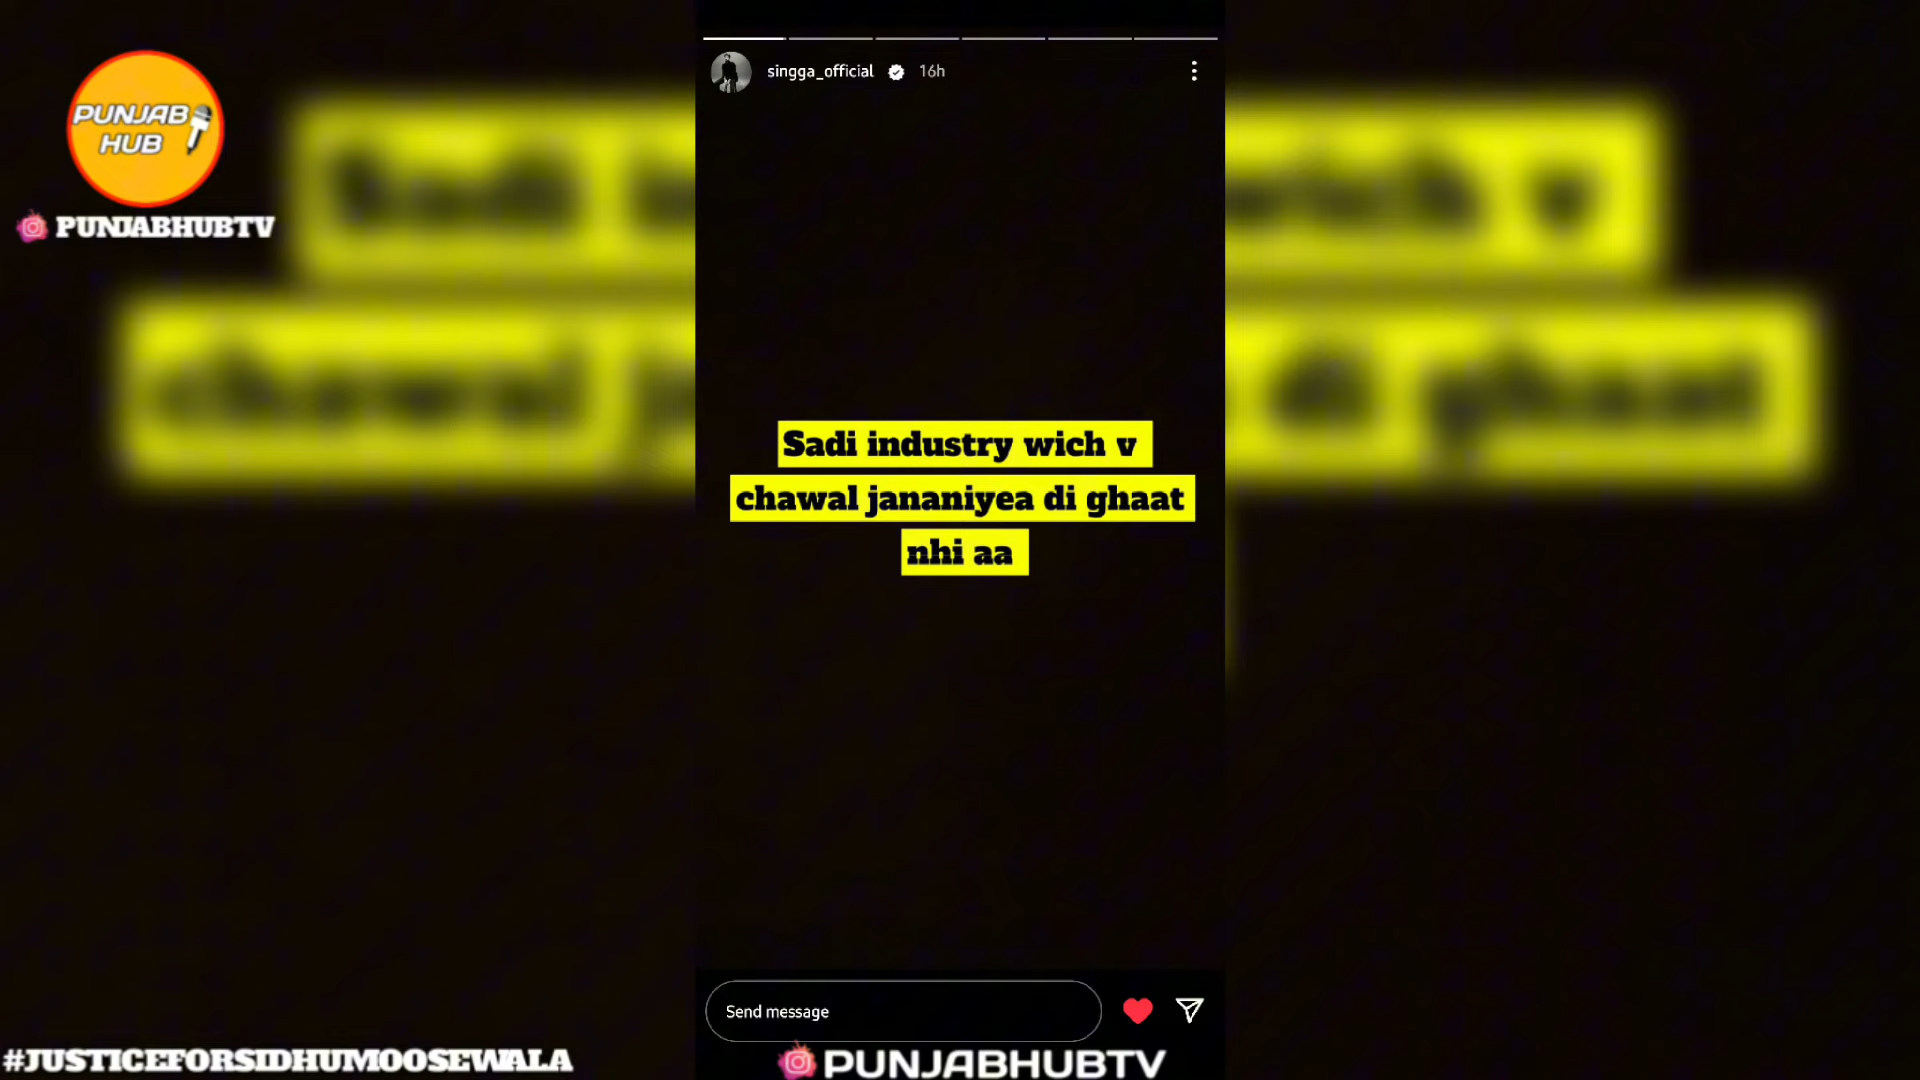 PUNJAB
HUB
PUNJABHUBTV
singga_official 16h
Sadi industry wich v
chawal jananiyea di ghaat
nhi aa
Send message
#JUSTICEFORSIDHUMOOSEWALA
PUNJABHUBTV